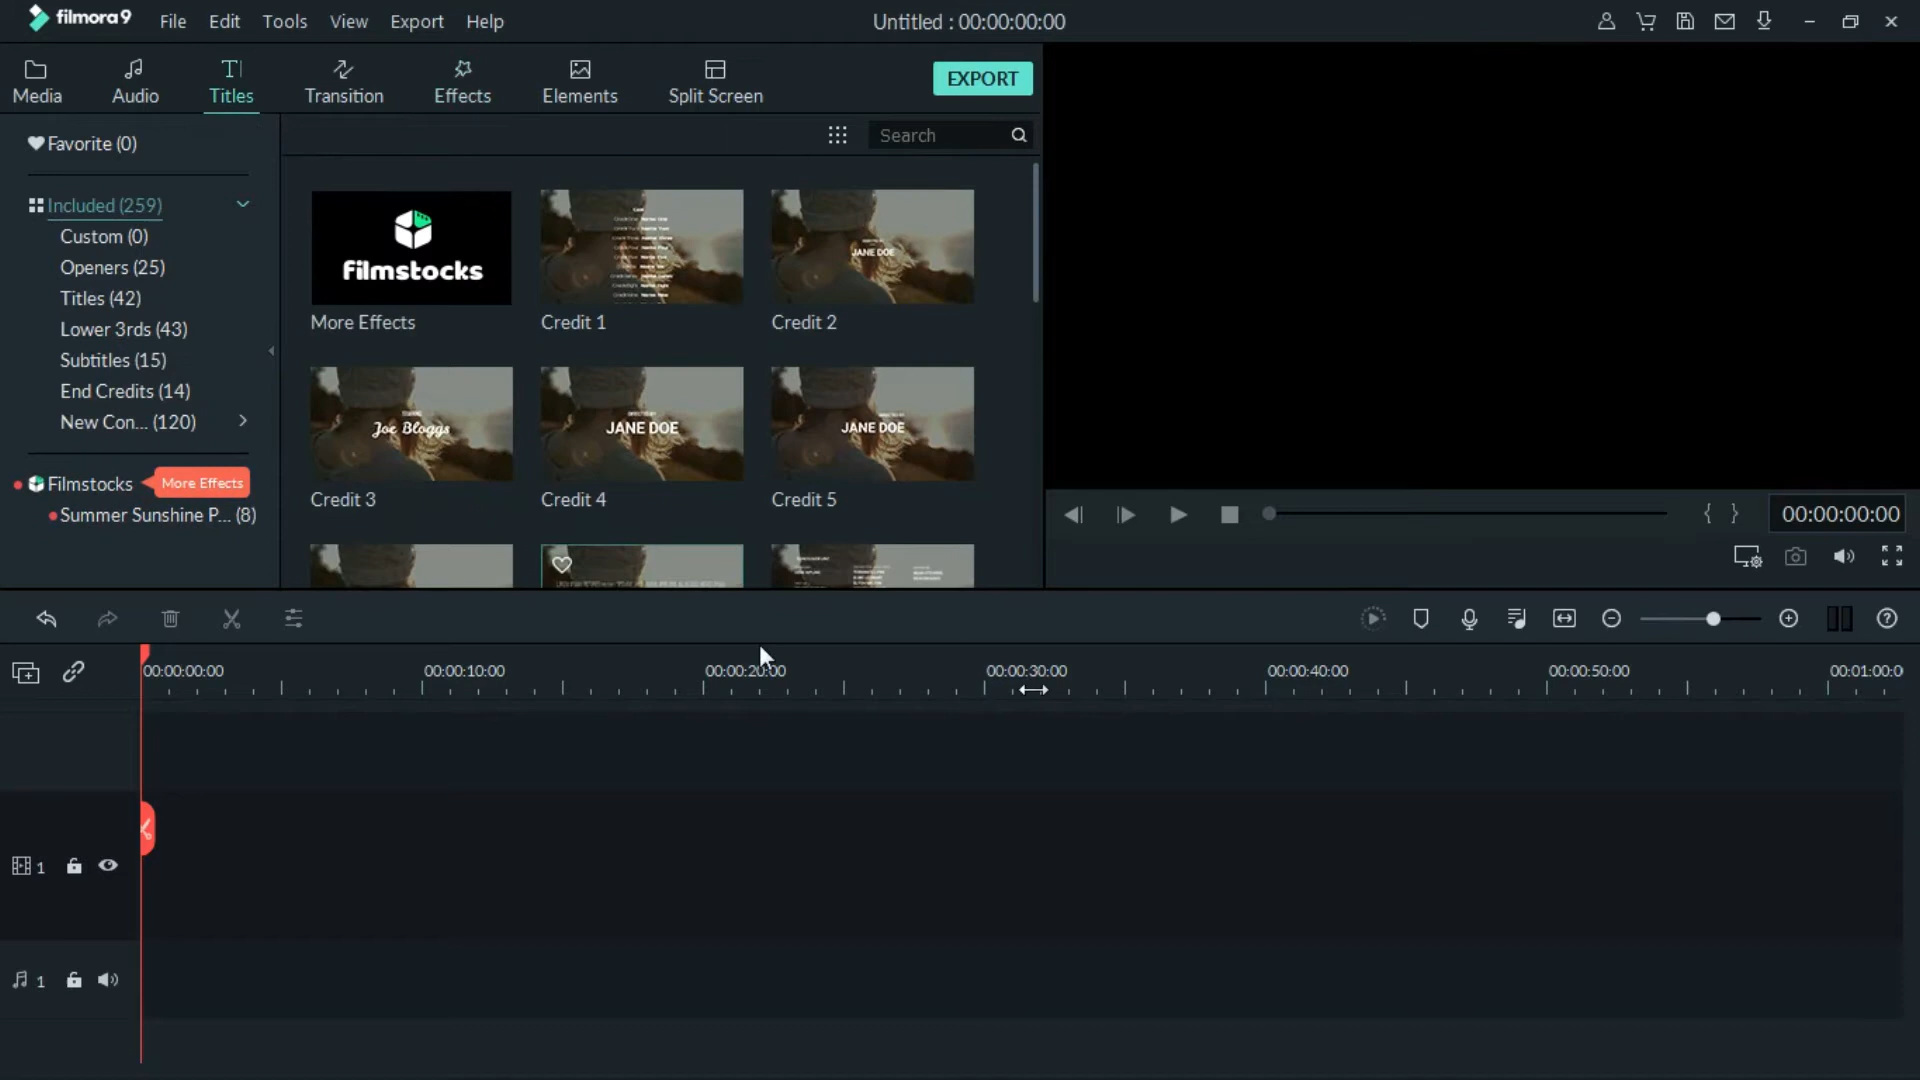 filmora9 File Edit Tools View Export Help Untitled : 00:00:00:00
Media Audio Titles Transition Effects Elements Split Screen EXPORT
Search
Favorite (0)
Included (259)
Custom (0)
Openers (25)
Titles (42)
Lower 3rds (43)
Subtitles (15)
End Credits (14)
New Con... (120)
Filmstocks More Effects
Summer Sunshine P... (8)
filmstocks
JANE DOE
More Effects Credit 1 Credit 2
Joe Bloggs
JANE DOE
JANE DOE
Credit 3 Credit 4 Credit 5
{ } 00:00:00:00
00:00:00:00 00:00:10:00 00:00:20:00 00:00:30:00 00:00:40:00 00:00:50:00 00:01:00:0
1
1